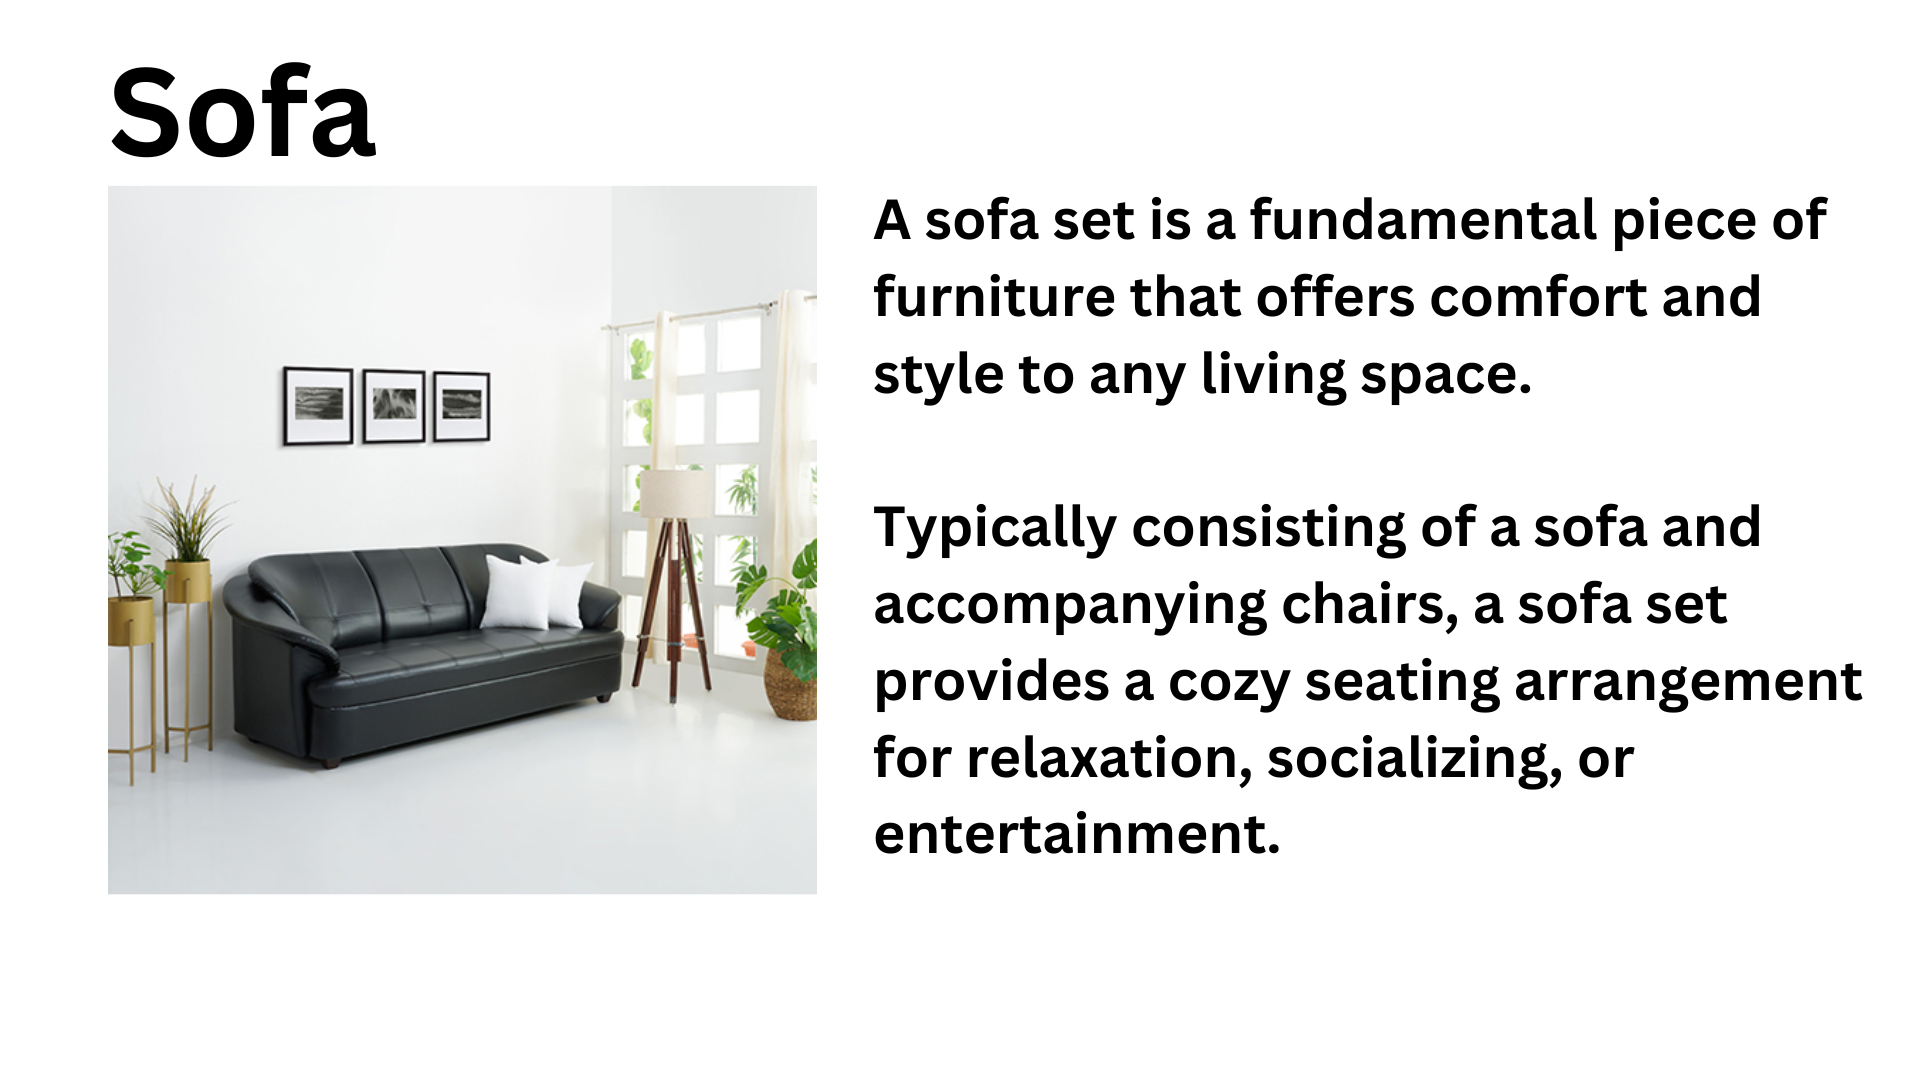 Sofa
A sofa set is a fundamental piece of
furniture that offers comfort and
style to any living space.
Typically consisting of a sofa and
accompanying chairs, a sofa set
provides a cozy seating arrangement
for relaxation, socializing, or
entertainment.